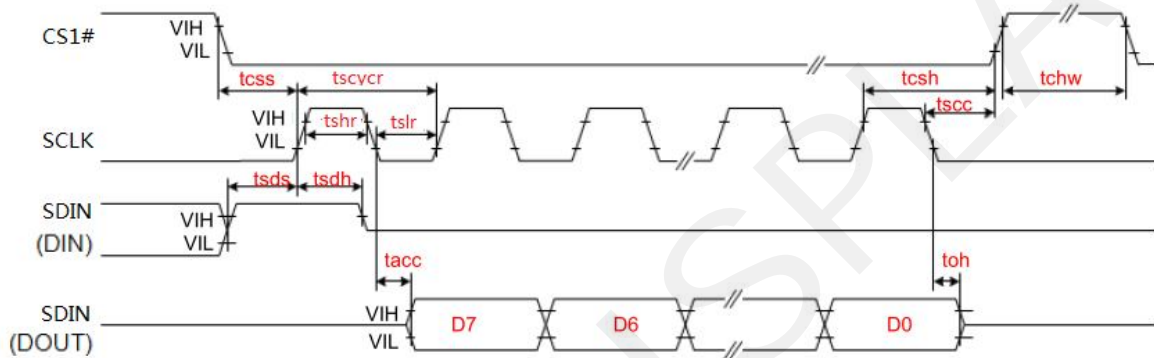 CS1#
VIH
VIL
tcss
tscvcr
tcsh
tchw
tscc
SCLK
VIH
VIL
tshr
tslr
tsds
tsdh
SDIN
(DIN)
VIH
VIL
tacc
toh
SDIN
(DOUT)
VIH
VIL
D7
D6
D0